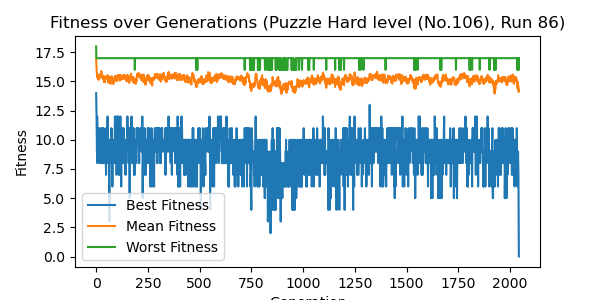 Fitness over Generations (Puzzle Hard level (No.106), Run 86)
17.5
15.0
12.5
10.0
7.5
5.0
2.5
0.0
Fitness
Best Fitness
Mean Fitness
Worst Fitness
0 250 500 750 1000 1250 1500 1750 2000
Generation